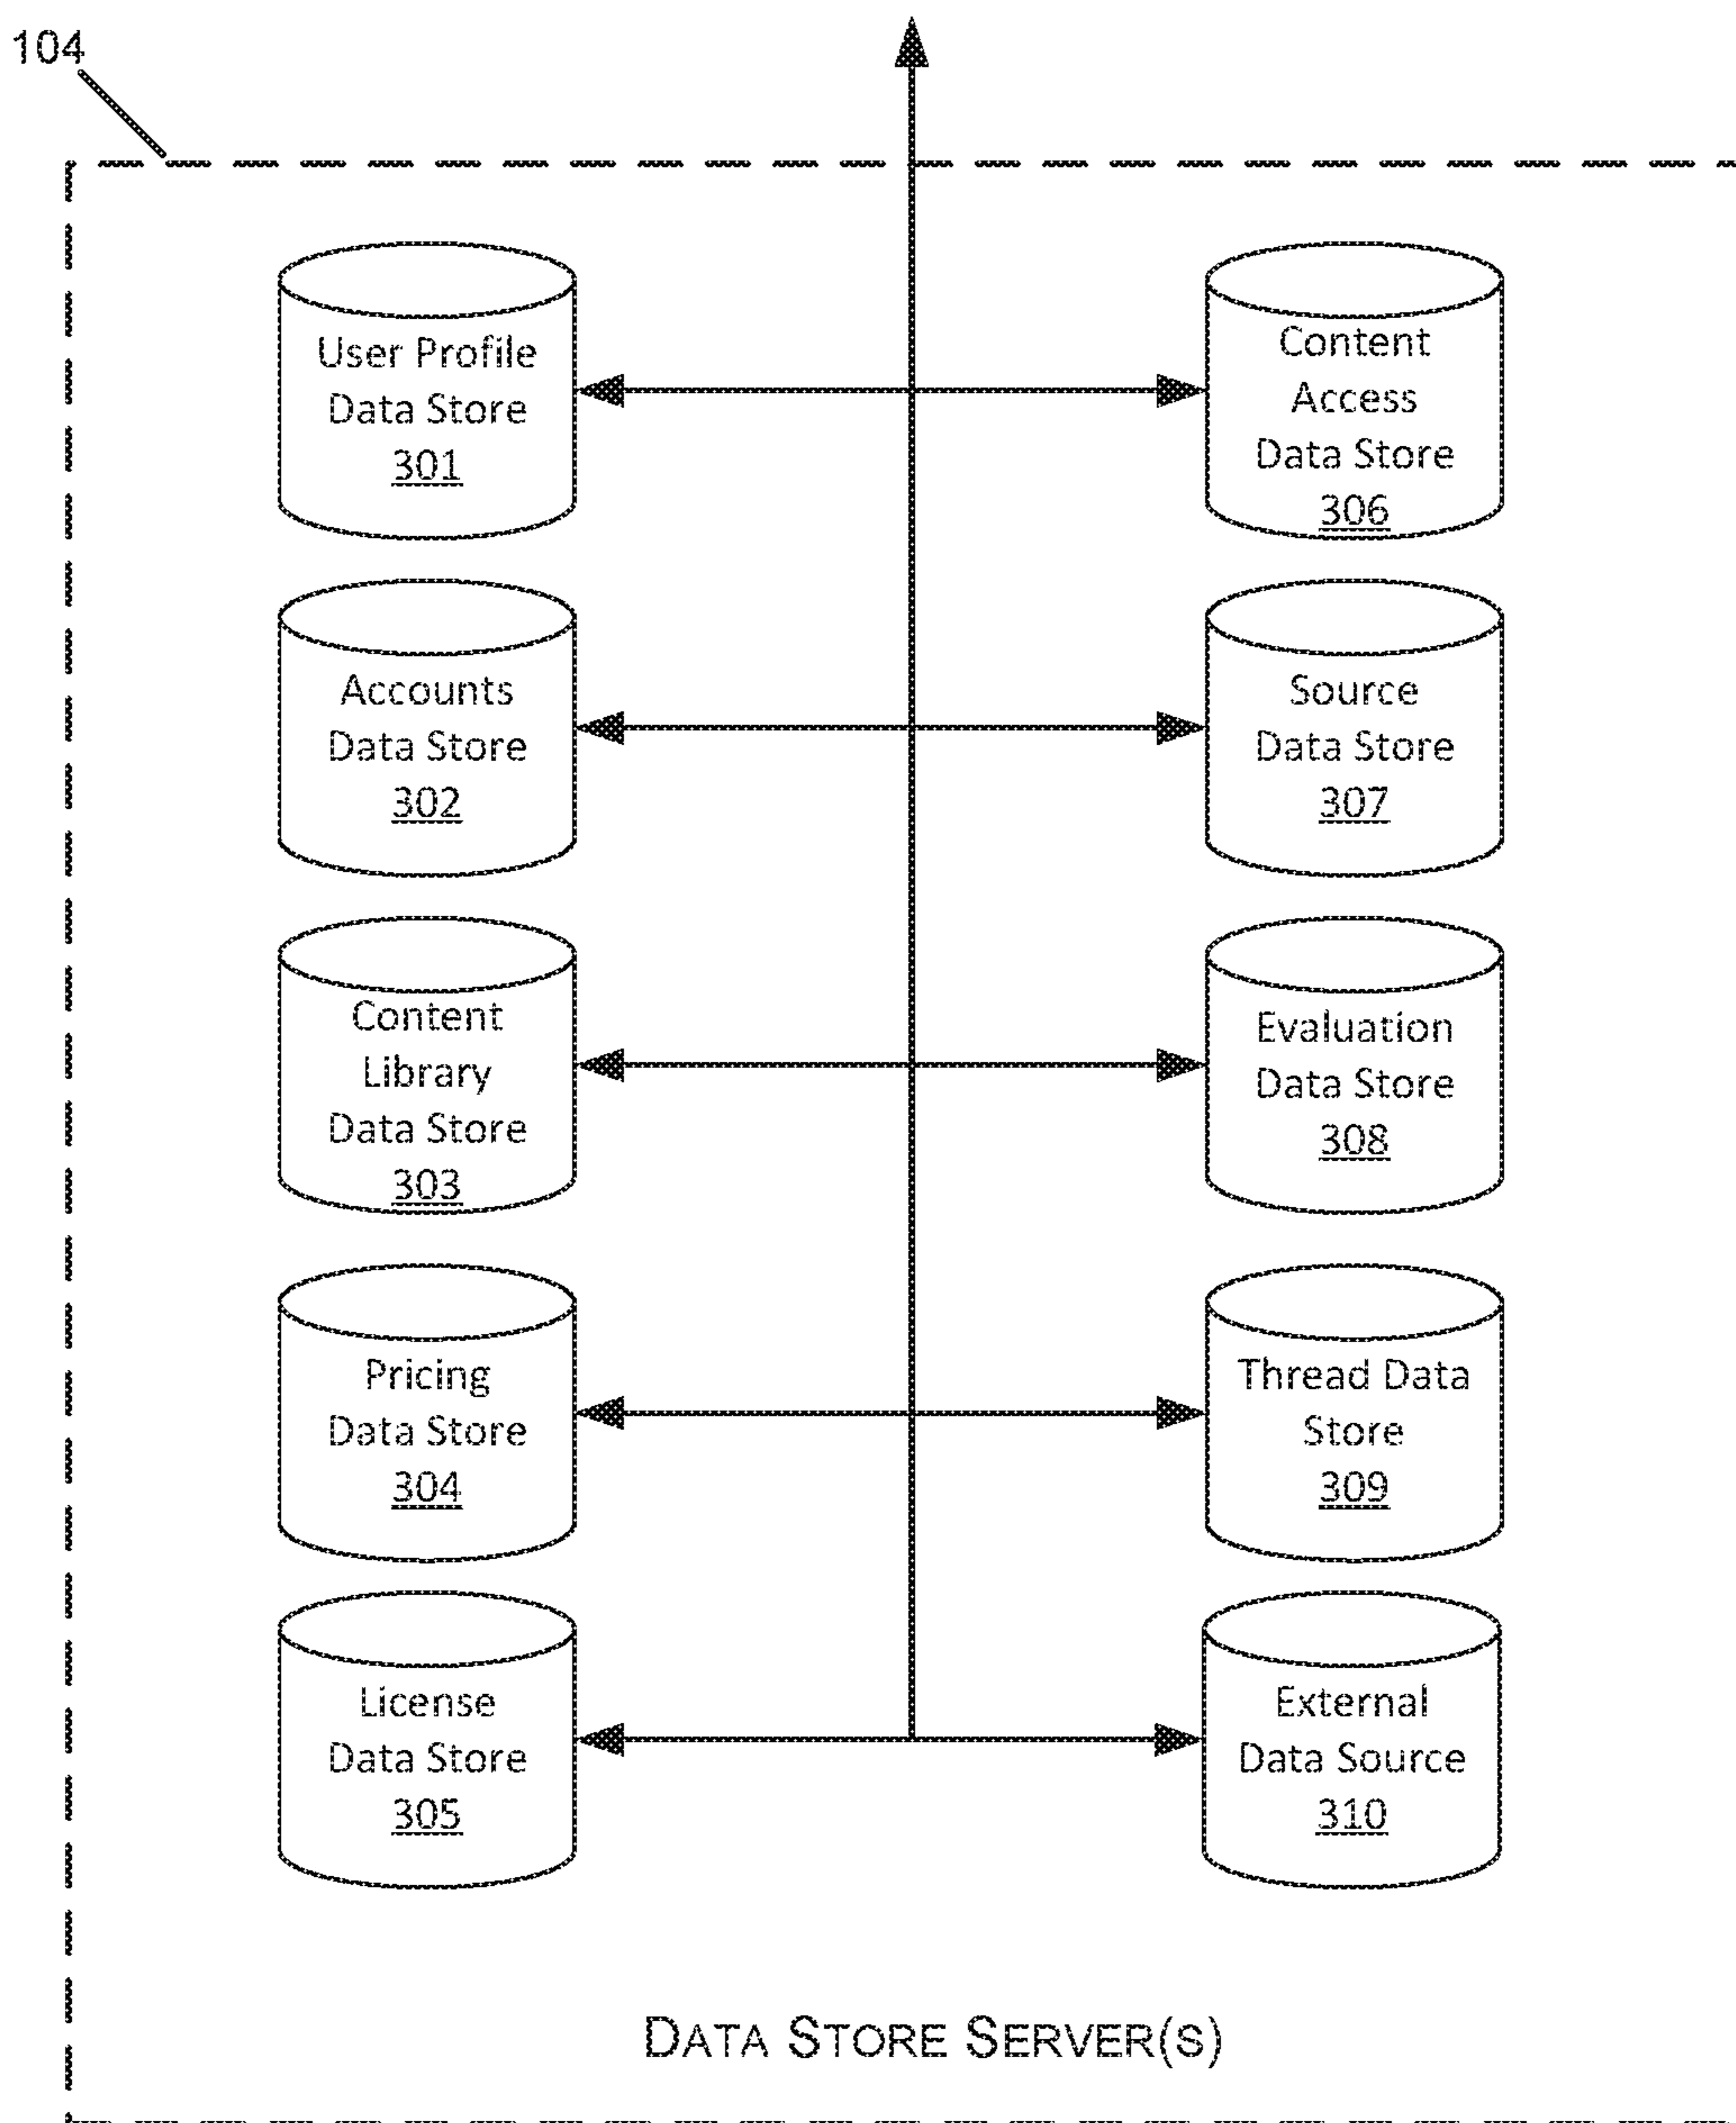 104
User Profile
Data Store
301
Content
Access
Data Store
306
Accounts
Data Store
302
Source
Data Store
307
Content
Library
Data Store
303
Evaluation
Data Store
308
Pricing
Data Store
304
Thread Data
Store
309
License
Data Store
305
External
Data Source
310
DATA STORE SERVER(S)